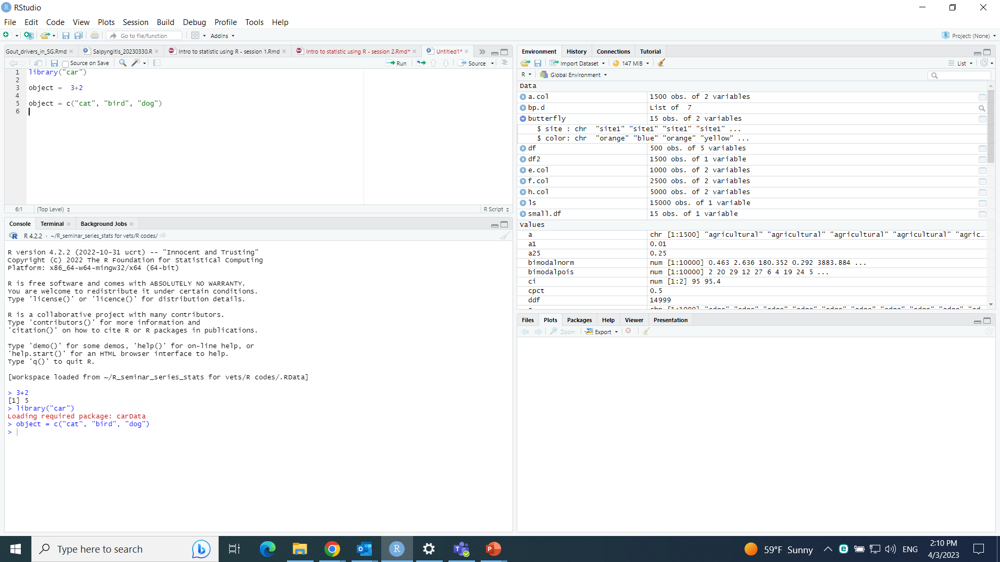 RStudio
File Edit Code View Plots Session Build Debug Profile Tools Help
Go to file/function Addins Project: (None)
Gout_drivers_in_SG.Rmd Salpyngitis_20230330.R Intro to statistic using R - session 1.Rmd Intro to statistic using R - session 2.Rmd* Untitled1*
Source on Save Run Source
1 library("car")
2
3 object =  3+2
4
5 object = c("cat", "bird", "dog")
6
6:1 (Top Level) R Script
Console Terminal Background Jobs
R 4.2.2 · ~/R_seminar_series_stats for vets/R codes/
R version 4.2.2 (2022-10-31 ucrt) -- "Innocent and Trusting"
Copyright (C) 2022 The R Foundation for Statistical Computing
Platform: x86_64-w64-mingw32/x64 (64-bit)
R is free software and comes with ABSOLUTELY NO WARRANTY.
You are welcome to redistribute it under certain conditions.
Type 'license()' or 'licence()' for distribution details.
R is a collaborative project with many contributors.
Type 'contributors()' for more information and
'citation()' on how to cite R or R packages in publications.
Type 'demo()' for some demos, 'help()' for on-line help, or
'help.start()' for an HTML browser interface to help.
Type 'q()' to quit R.
[Workspace loaded from ~/R_seminar_series_stats for vets/R codes/.RData]
> 3+2
[1] 5
> library("car")
Loading required package: carData
> object = c("cat", "bird", "dog")
>
Environment History Connections Tutorial
Import Dataset 147 MiB List
R Global Environment
Data
a.col 1500 obs. of 2 variables
bp.d List of  7
butterfly 15 obs. of 2 variables
$ site : chr  "site1" "site1" "site1" "site1" ...
$ color: chr  "orange" "blue" "orange" "yellow" ...
df 500 obs. of 5 variables
df2 1500 obs. of 1 variable
e.col 1000 obs. of 2 variables
f.col 2500 obs. of 2 variables
h.col 5000 obs. of 2 variables
ls 15000 obs. of 1 variable
small.df 15 obs. of 1 variable
Values
a chr [1:1500] "agricultural" "agricultural" "agricultural" "agricultural" "agric…
a1 0.01
a25 0.25
bimodalnorm num [1:10000] 0.463 2.636 180.352 0.292 3883.884 ...
bimodalpois num [1:10000] 2 20 29 12 27 6 4 19 24 5 ...
ci num [1:2] 95 95.4
cpct 0.5
ddf 14999
Files Plots Packages Help Viewer Presentation
Zoom Export
Type here to search
59°F Sunny ENG
2:10 PM
4/3/2023